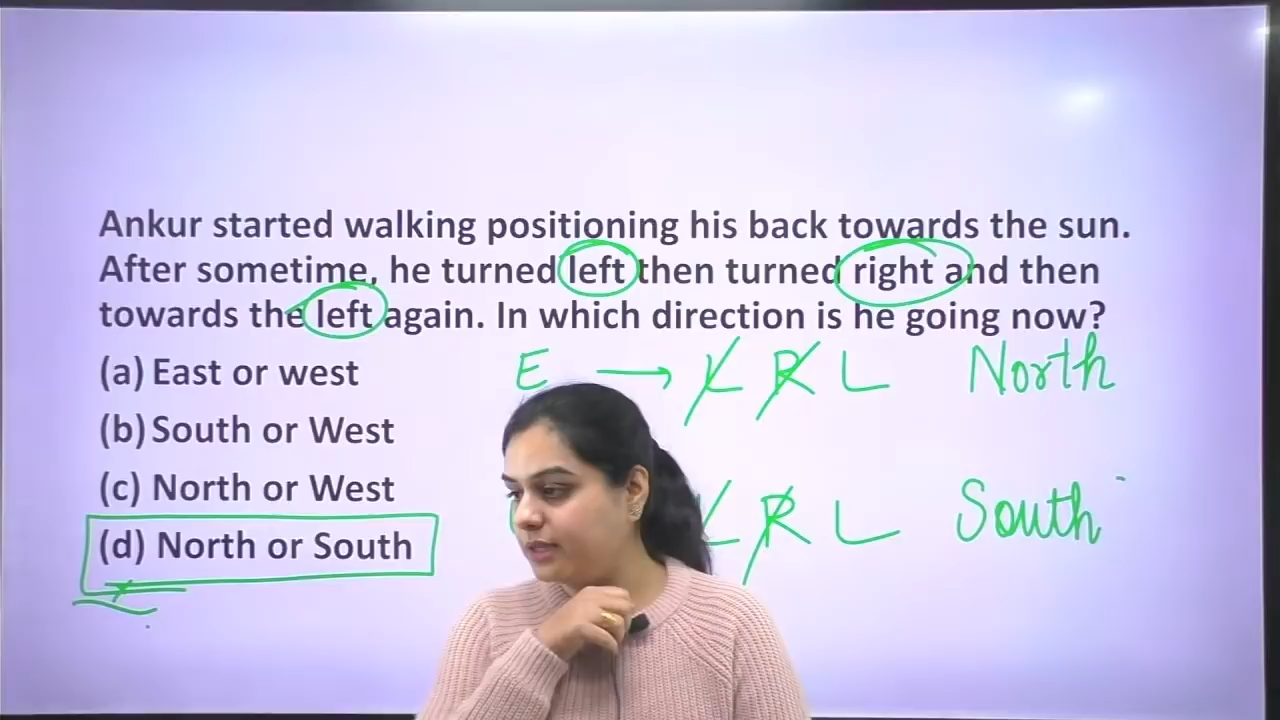 Ankur started walking positioning his back towards the sun.
After sometime, he turned left then turned right and then
towards the left again. In which direction is he going now?
(a) East or west
E → L R L North
(b) South or West
(c) North or West
L R L South
(d) North or South